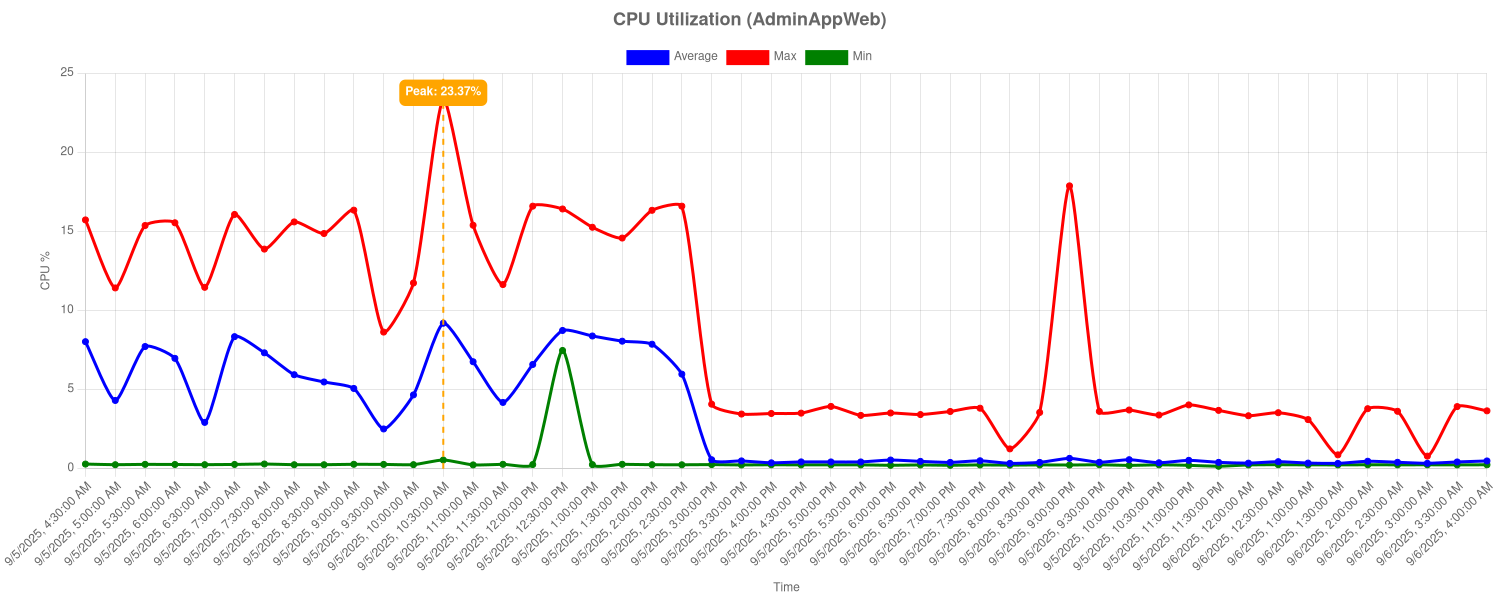 CPU Utilization (AdminAppWeb)
Average Max Min
Peak: 23.37%
25
20
15
10
5
0
CPU %
9/5/2025, 4:30:00 AM
9/5/2025, 5:00:00 AM
9/5/2025, 5:30:00 AM
9/5/2025, 6:00:00 AM
9/5/2025, 6:30:00 AM
9/5/2025, 7:00:00 AM
9/5/2025, 7:30:00 AM
9/5/2025, 8:00:00 AM
9/5/2025, 8:30:00 AM
9/5/2025, 9:00:00 AM
9/5/2025, 9:30:00 AM
9/5/2025, 10:00:00 AM
9/5/2025, 10:30:00 AM
9/5/2025, 11:00:00 AM
9/5/2025, 11:30:00 AM
9/5/2025, 12:00:00 PM
9/5/2025, 12:30:00 PM
9/5/2025, 1:00:00 PM
9/5/2025, 1:30:00 PM
9/5/2025, 2:00:00 PM
9/5/2025, 2:30:00 PM
9/5/2025, 3:00:00 PM
9/5/2025, 3:30:00 PM
9/5/2025, 4:00:00 PM
9/5/2025, 4:30:00 PM
9/5/2025, 5:00:00 PM
9/5/2025, 5:30:00 PM
9/5/2025, 6:00:00 PM
9/5/2025, 6:30:00 PM
9/5/2025, 7:00:00 PM
9/5/2025, 7:30:00 PM
9/5/2025, 8:00:00 PM
9/5/2025, 8:30:00 PM
9/5/2025, 9:00:00 PM
9/5/2025, 9:30:00 PM
9/5/2025, 10:00:00 PM
9/5/2025, 10:30:00 PM
9/5/2025, 11:00:00 PM
9/5/2025, 11:30:00 PM
9/6/2025, 12:00:00 AM
9/6/2025, 12:30:00 AM
9/6/2025, 1:00:00 AM
9/6/2025, 1:30:00 AM
9/6/2025, 2:00:00 AM
9/6/2025, 2:30:00 AM
9/6/2025, 3:00:00 AM
9/6/2025, 3:30:00 AM
9/6/2025, 4:00:00 AM
Time